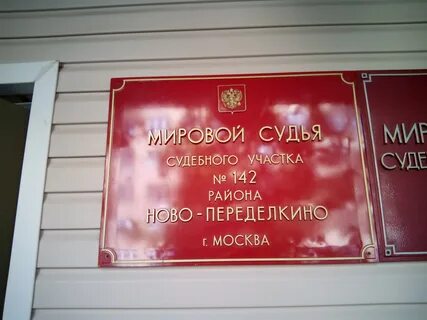 МИРОВОЙ СУДЬЯ
СУДЕБНОГО УЧАСТКА
№ 142
РАЙОНА
НОВО - ПЕРЕДЕЛКИНО
г. МОСКВА